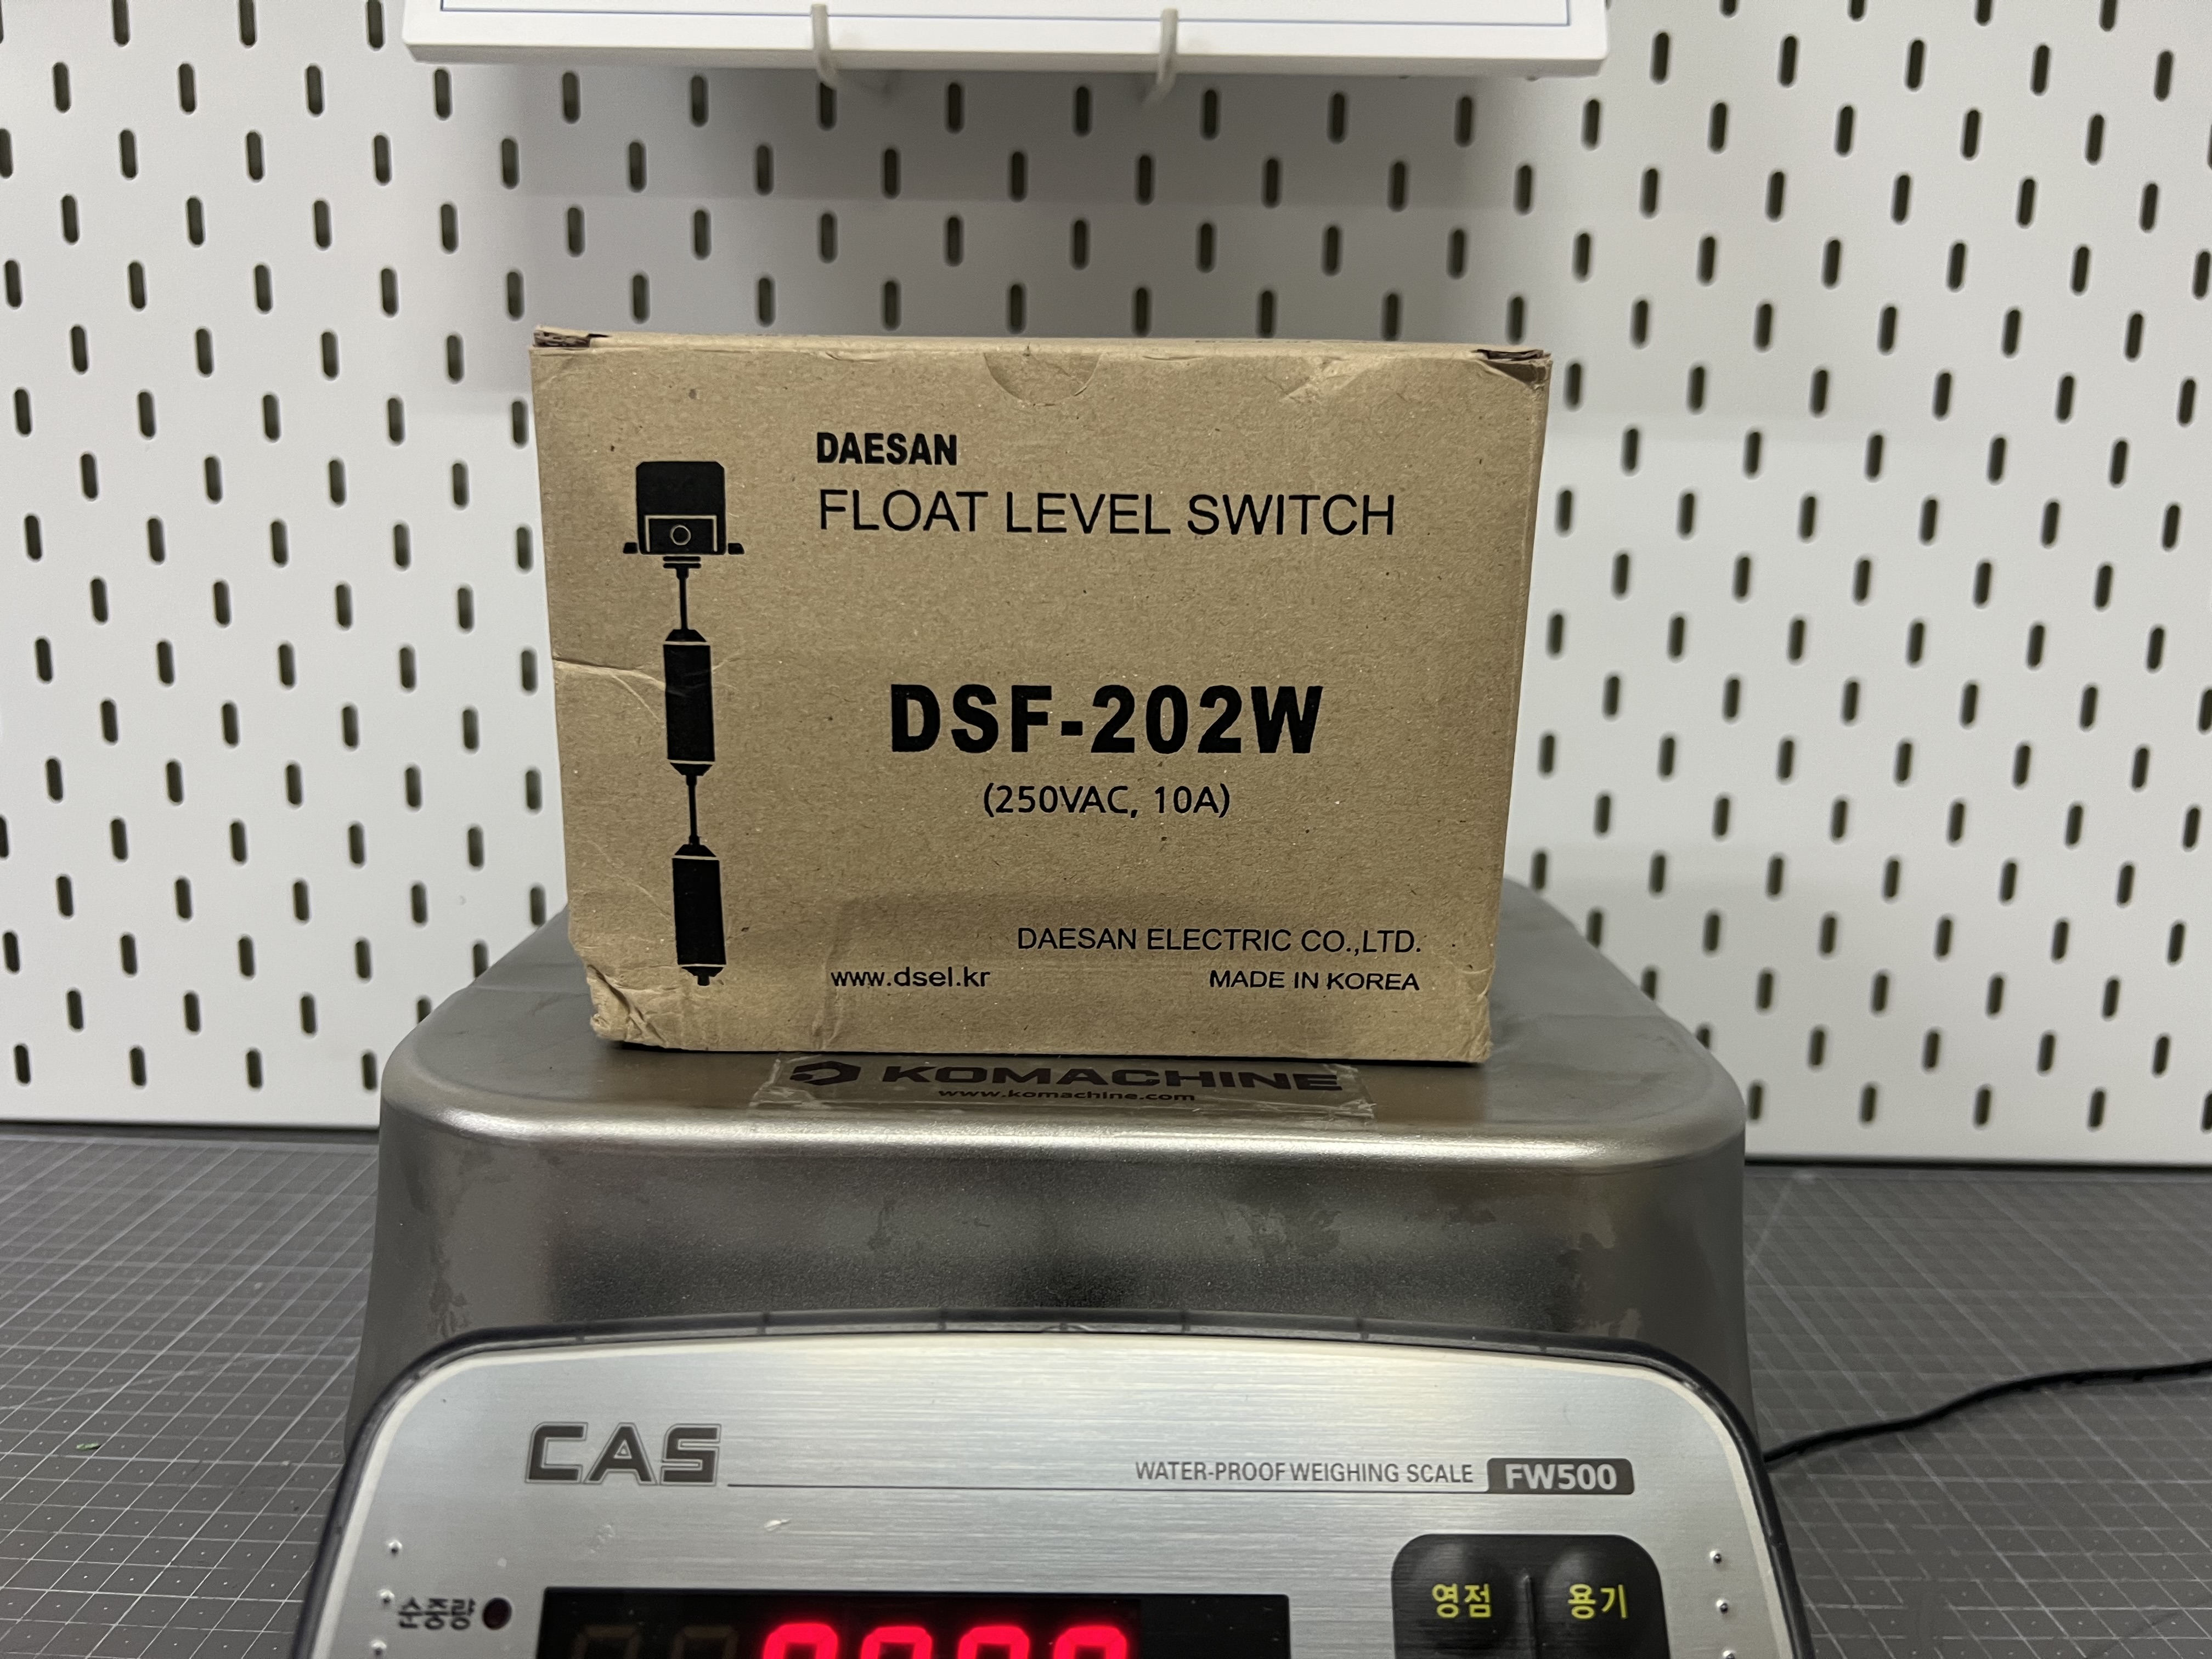 DAESAN
FLOAT LEVEL SWITCH
DSF-202W
(250VAC, 10A)
DAESAN ELECTRIC CO.,LTD.
www.dsel.kr
MADE IN KOREA
KOMACHINE
www.komachine.com
CAS
WATER-PROOF WEIGHING SCALE FW500
영점
용기
순중량